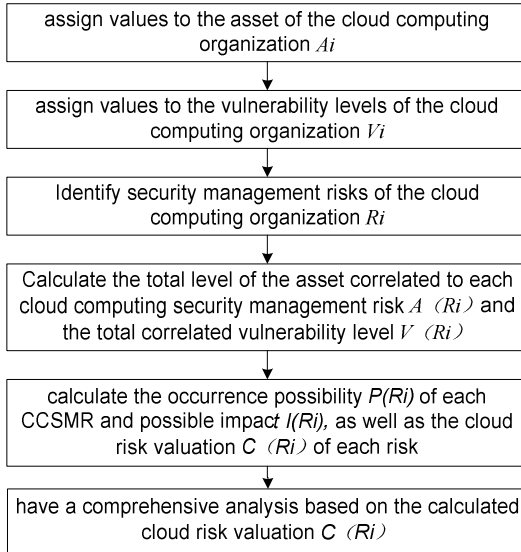 assign values to the asset of the cloud computing
organization Ai
assign values to the vulnerability levels of the cloud
computing organization Vi
Identify security management risks of the cloud
computing organization Ri
Calculate the total level of the asset correlated to each
cloud computing security management risk A（Ri）and
the total correlated vulnerability level V（Ri）
calculate the occurrence possibility P(Ri) of each
CCSMR and possible impact I(Ri), as well as the cloud
risk valuation C（Ri）of each risk
have a comprehensive analysis based on the calculated
cloud risk valuation C（Ri）